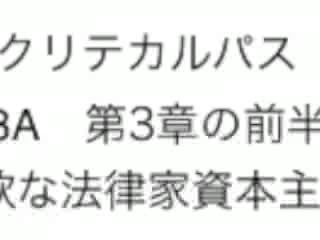 クリテカルパス
第3章の前半
な法律家資本主